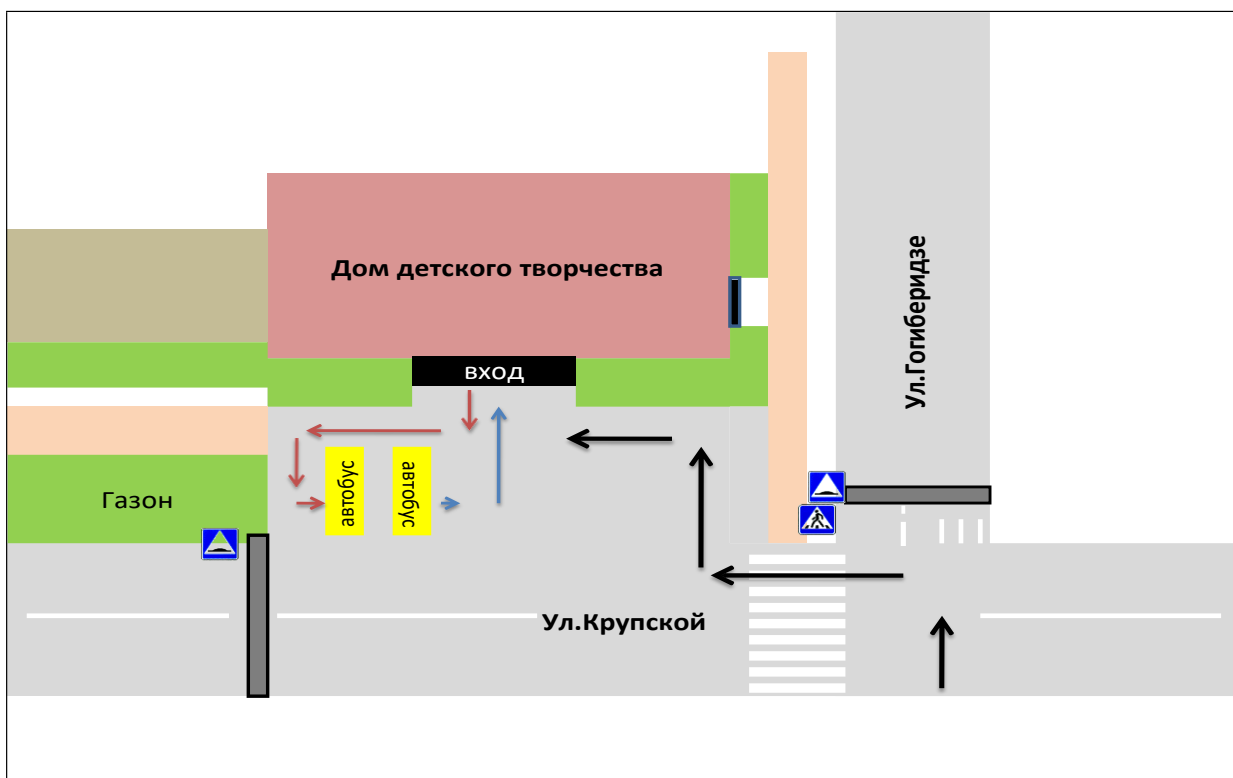 Дом детского творчества
Ул.Гогиберидзе
вход
автобус
автобус
Газон
Ул.Крупской